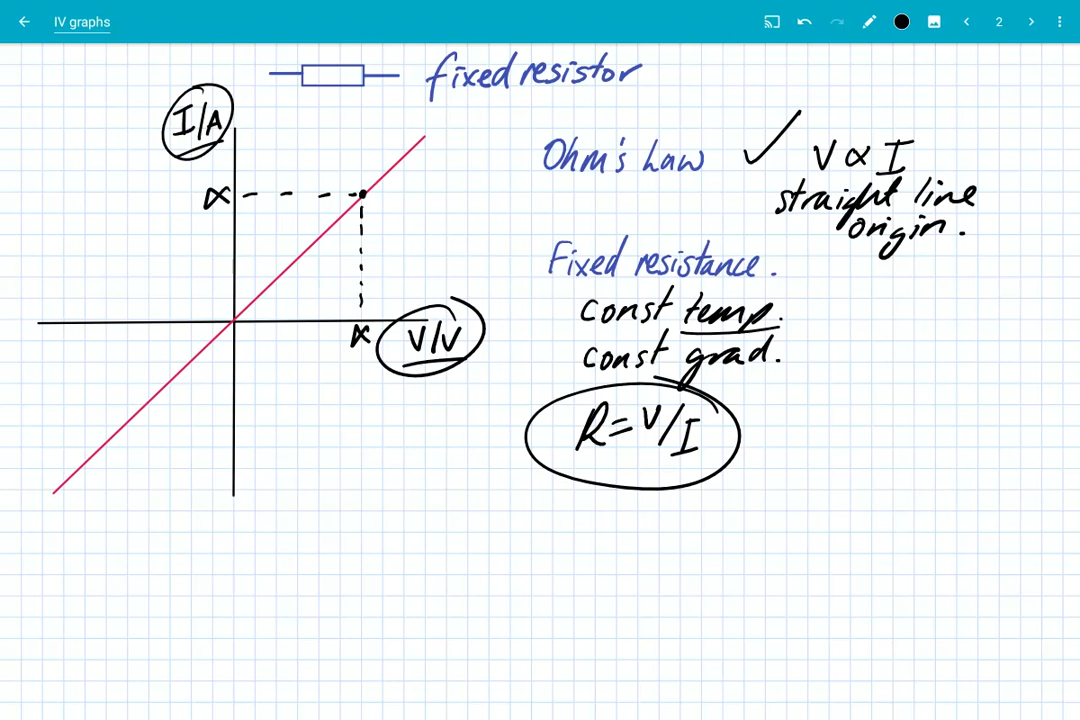 IV graphs
2
fixed resistor
I/A
V/V
Ohm's Law ✓ V ∝ I
straight line
origin.
Fixed resistance.
const temp.
const grad.
R=V/I